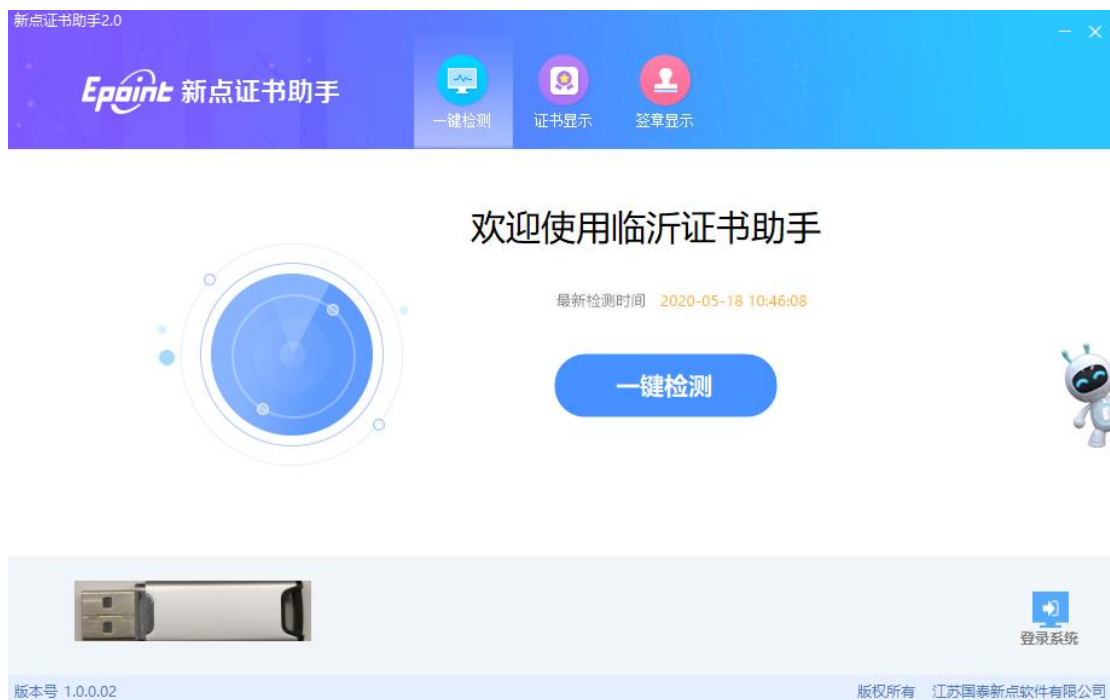 新点证书助手2.0
Epoint 新点证书助手
一键检测
证书显示
签章显示
欢迎使用临沂证书助手
最新检测时间 2020-05-18 10:46:08
一键检测
登录系统
版本号 1.0.0.02
版权所有 江苏国泰新点软件有限公司